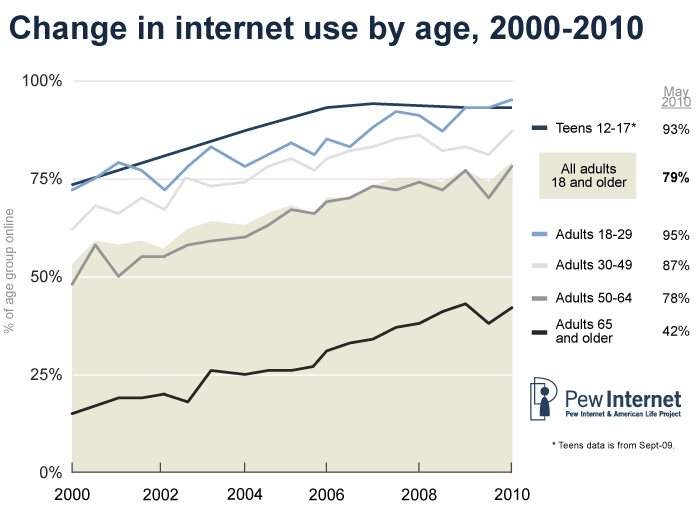 Change in internet use by age, 2000-2010
100%
75%
50%
25%
0%
% of age group online
2000
2002
2004
2006
2008
2010
May
2010
Teens 12-17* 93%
All adults
18 and older 79%
Adults 18-29 95%
Adults 30-49 87%
Adults 50-64 78%
Adults 65
and older 42%
Pew Internet
Pew Internet & American Life Project
* Teens data is from Sept-09.